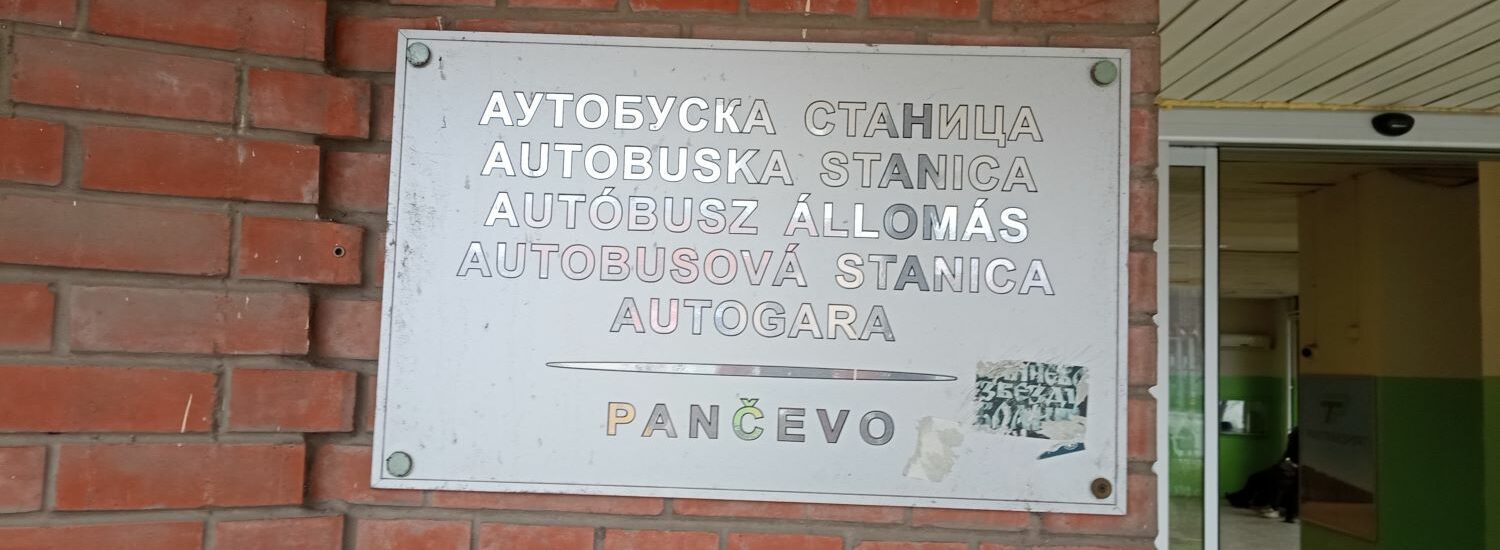 АУТОБУСКА СТАНИЦА
AUTOBUSKA STANICA
AUTÓBUSZ ÁLLOMÁS
AUTOBUSOVÁ STANICA
AUTOGARA
PANČEVO